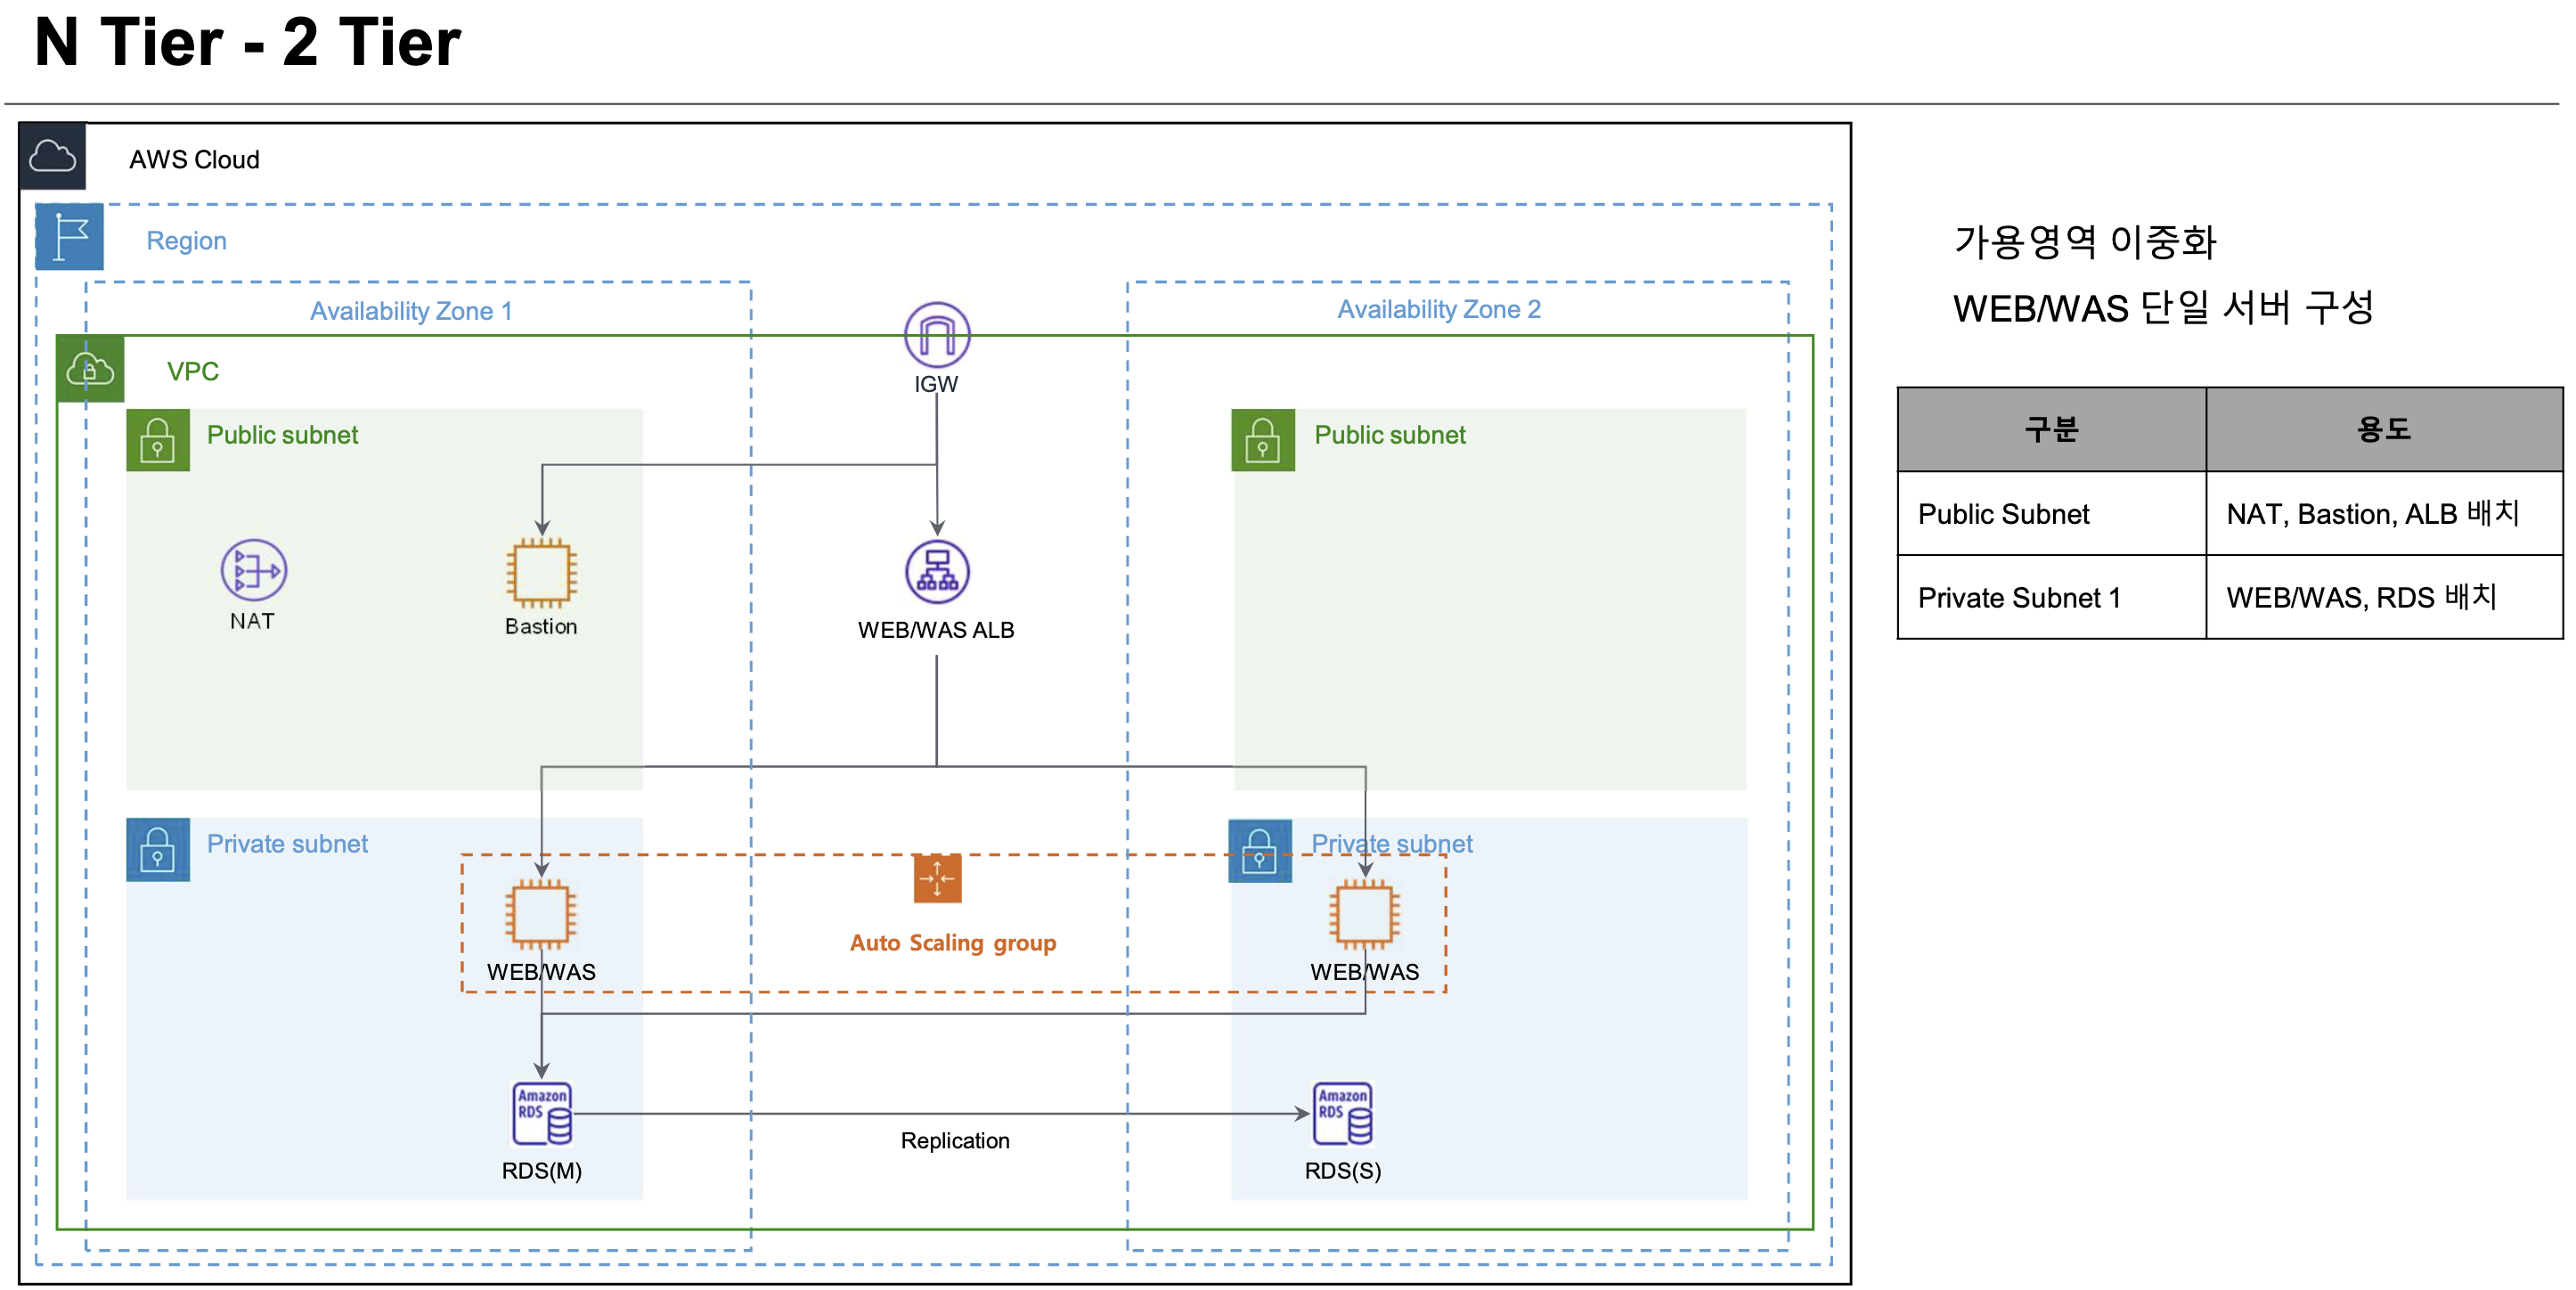 N Tier - 2 Tier
AWS Cloud
Region
Availability Zone 1
Availability Zone 2
VPC
IGW
Public subnet
Public subnet
NAT
Bastion
WEB/WAS ALB
Private subnet
Private subnet
Auto Scaling group
WEB/WAS
WEB/WAS
Amazon
RDS
Amazon
RDS
Replication
RDS(M)
RDS(S)
가용영역 이중화
WEB/WAS 단일 서버 구성
구분 용도
Public Subnet NAT, Bastion, ALB 배치
Private Subnet 1 WEB/WAS, RDS 배치